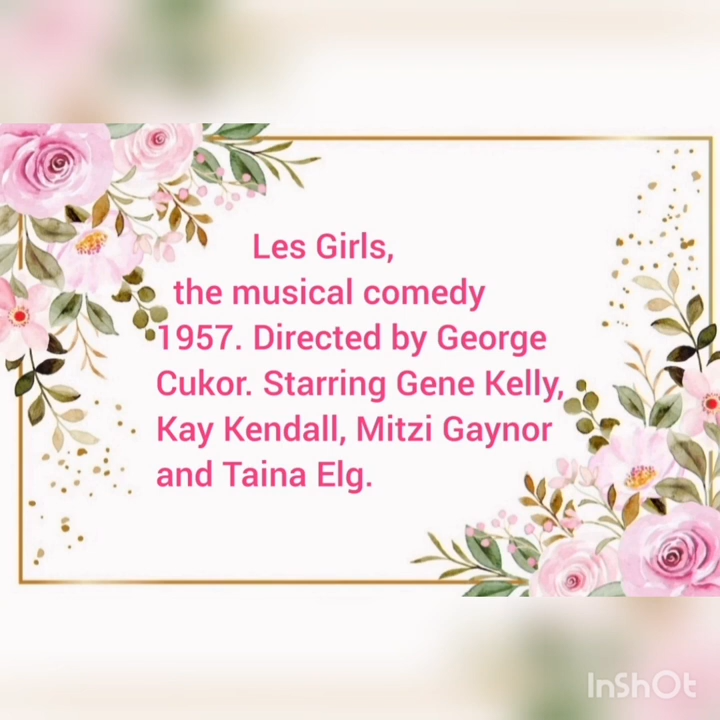 Les Girls,
the musical comedy
1957. Directed by George
Cukor. Starring Gene Kelly,
Kay Kendall, Mitzi Gaynor
and Taina Elg.
InShOt